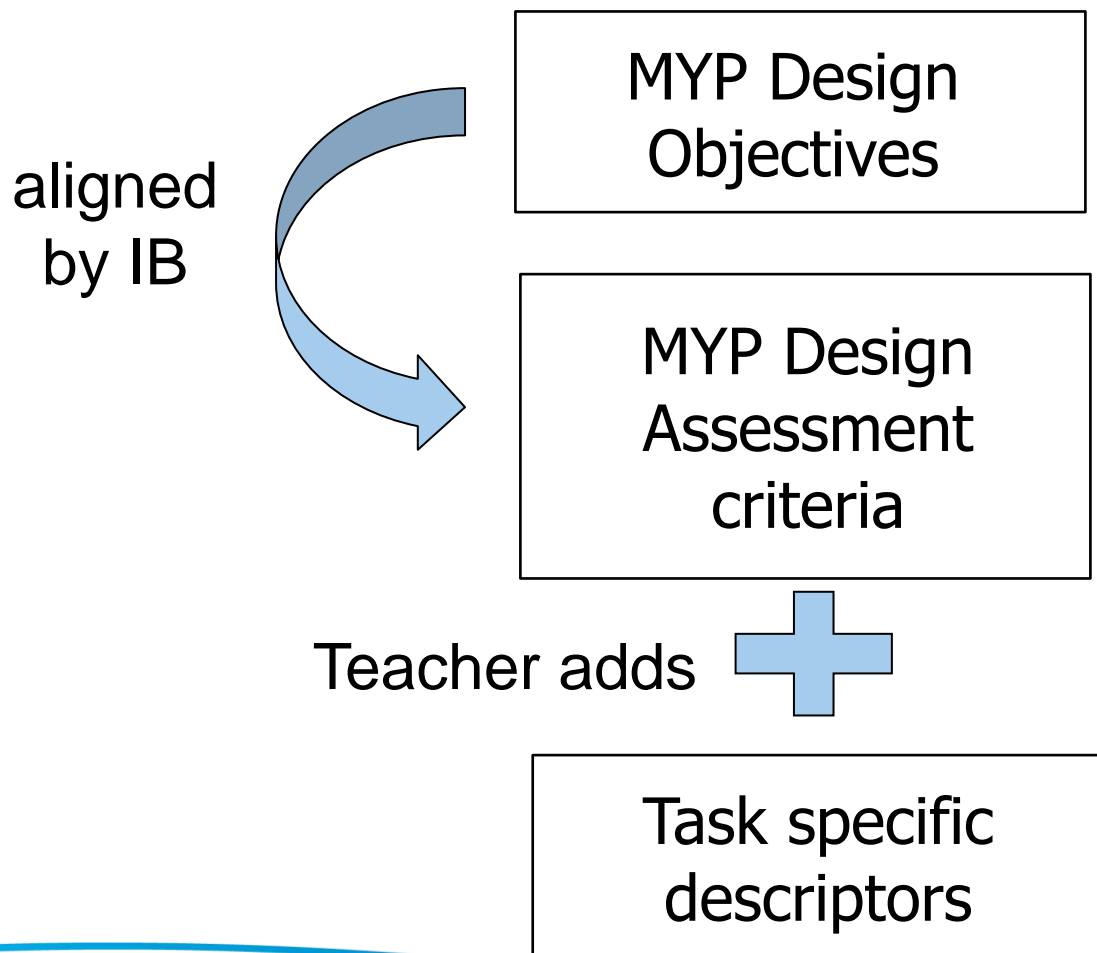 MYP Design
Objectives
aligned
by IB
MYP Design
Assessment
criteria
Teacher adds
Task specific
descriptors